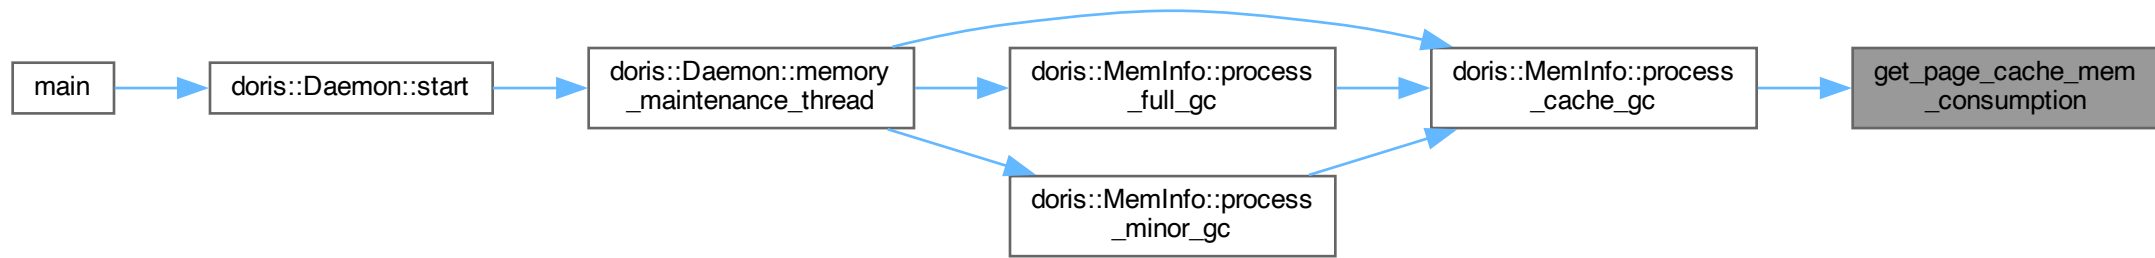 main
doris::Daemon::start
doris::Daemon::memory
_maintenance_thread
doris::MemInfo::process
_full_gc
doris::MemInfo::process
_minor_gc
doris::MemInfo::process
_cache_gc
get_page_cache_mem
_consumption